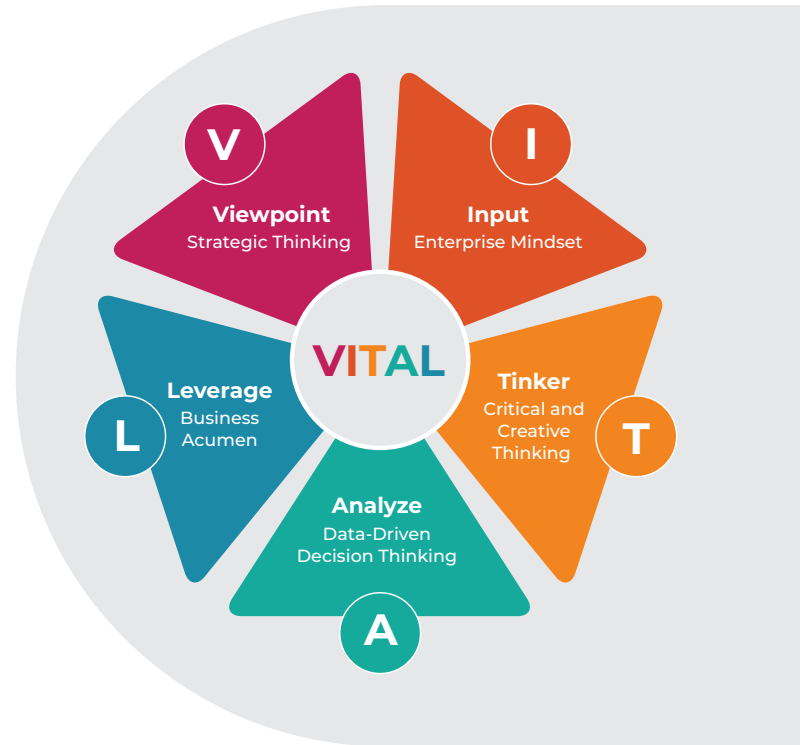 V
Viewpoint
Strategic Thinking
I
Input
Enterprise Mindset
VITAL
T
Tinker
Critical and
Creative
Thinking
A
Analyze
Data-Driven
Decision Thinking
L
Leverage
Business
Acumen